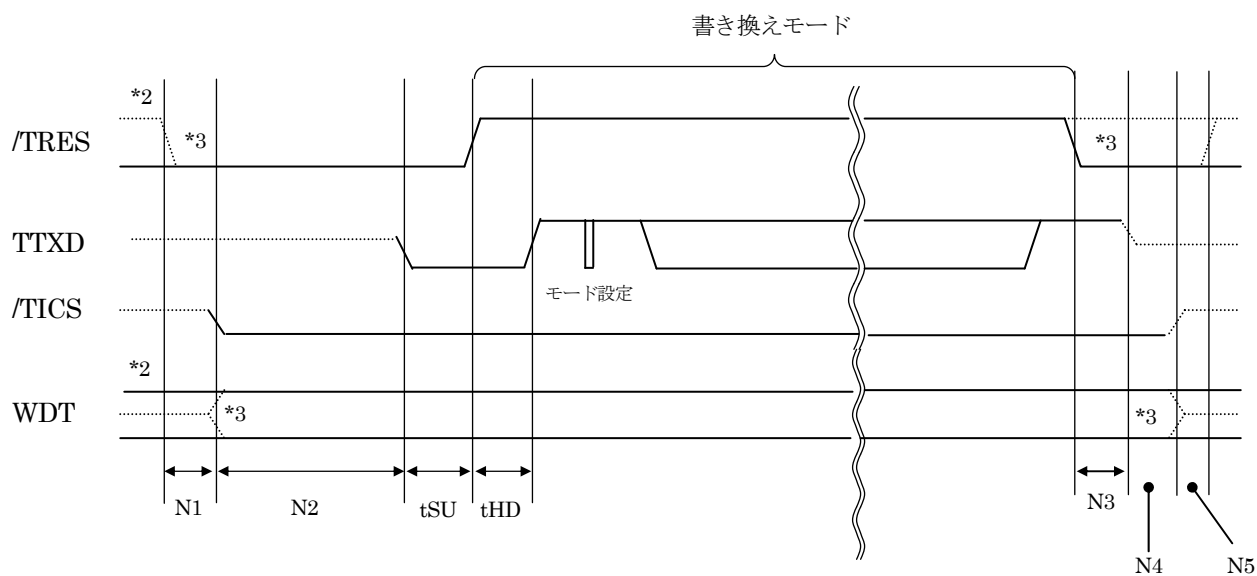 書き換えモード
*2
*3
*3
/TRES
TTXD
モード設定
/TICS
*2
WDT
*3
*3
N1
N2
tSU
tHD
N3
N4
N5